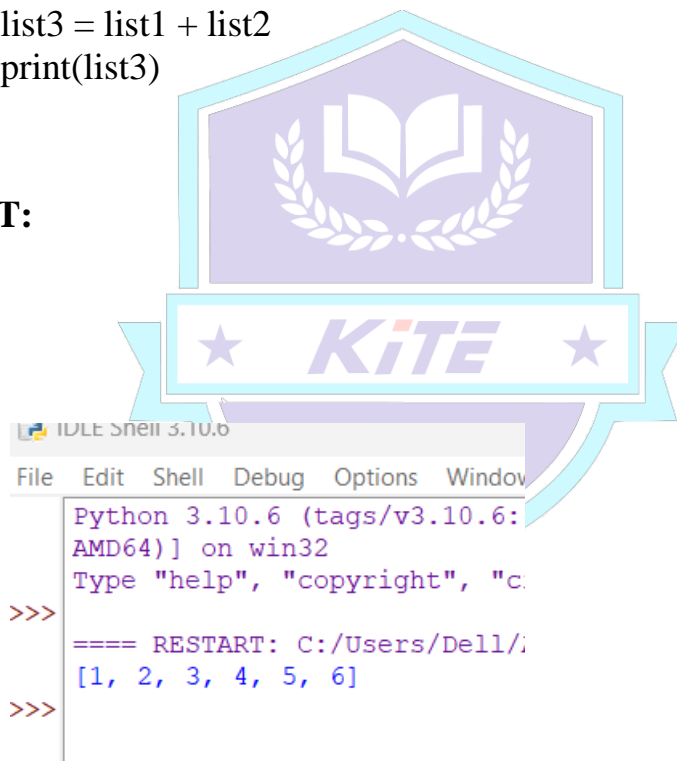 list3 = list1 + list2
print(list3)
T:
KiTE
IDLE Shell 3.10.6
File Edit Shell Debug Options Window
Python 3.10.6 (tags/v3.10.6:
AMD64)] on win32
Type "help", "copyright", "c
>>>
==== RESTART: C:/Users/Dell/
[1, 2, 3, 4, 5, 6]
>>>